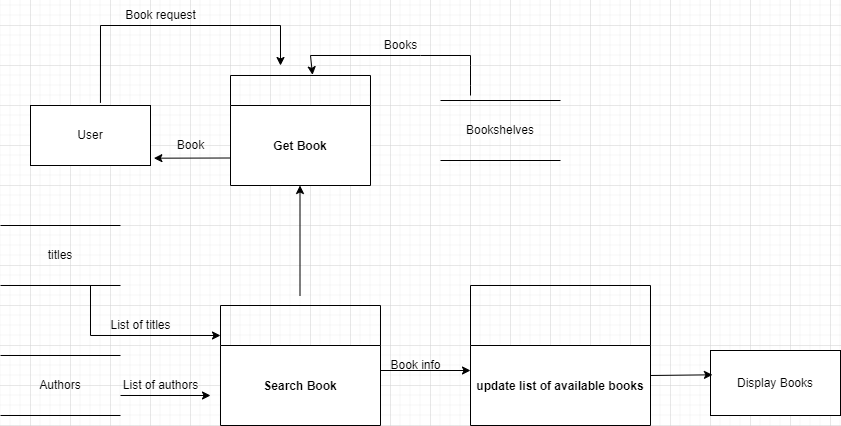 Book request
Books
User
Book
Get Book
Bookshelves
titles
List of titles
Authors
List of authors
Search Book
Book info
update list of available books
Display Books